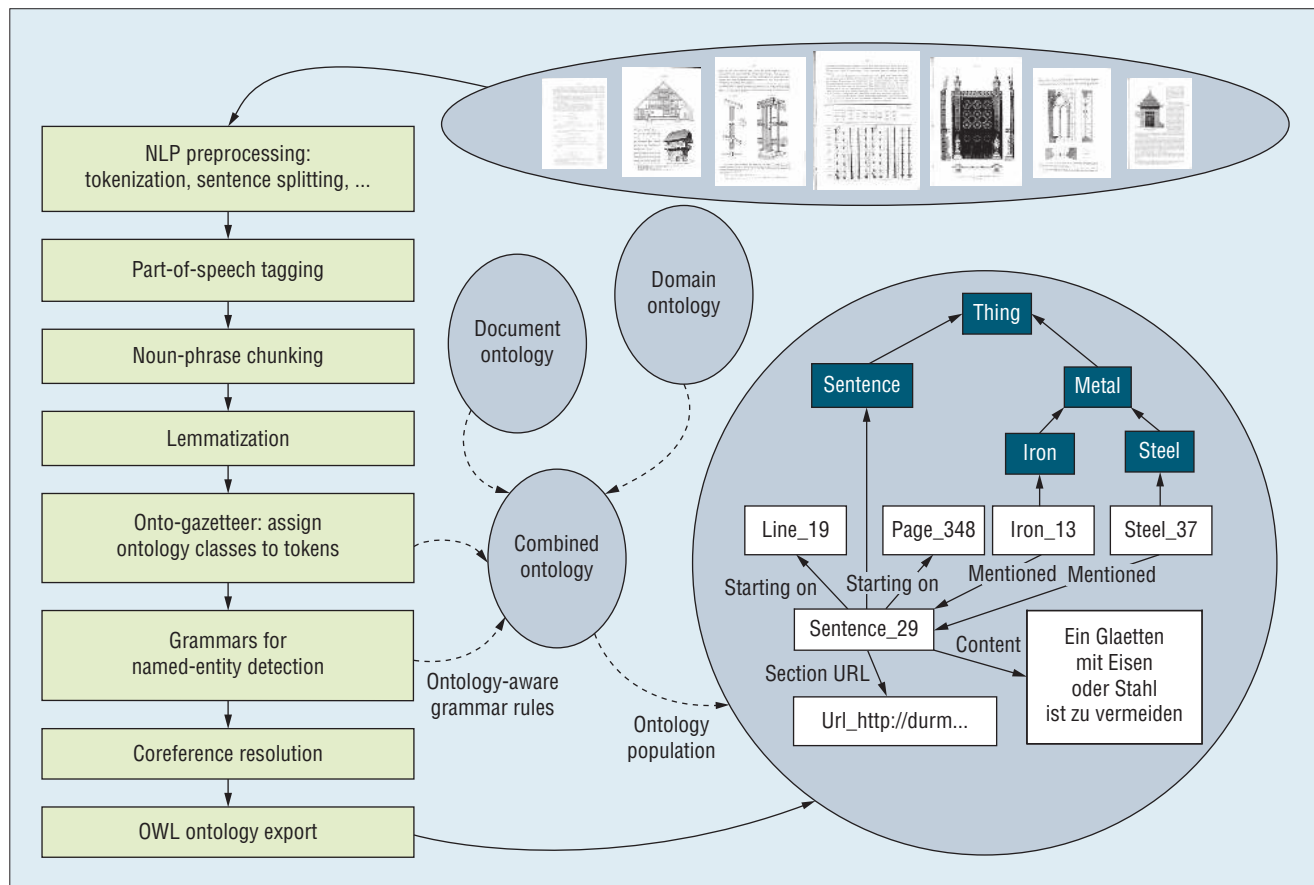 NLP preprocessing:
tokenization, sentence splitting, ...
Part-of-speech tagging
Noun-phrase chunking
Lemmatization
Onto-gazetteer: assign
ontology classes to tokens
Grammars for
named-entity detection
Coreference resolution
OWL ontology export
Document
ontology
Domain
ontology
Combined
ontology
Ontology-aware
grammar rules
Ontology
population
Thing
Sentence
Metal
Iron
Steel
Line_19
Page_348
Iron_13
Steel_37
Starting on
Starting on
Mentioned
Mentioned
Sentence_29
Content
Section URL
Url_http://durm...
Ein Glaetten
mit Eisen
oder Stahl
ist zu vermeiden